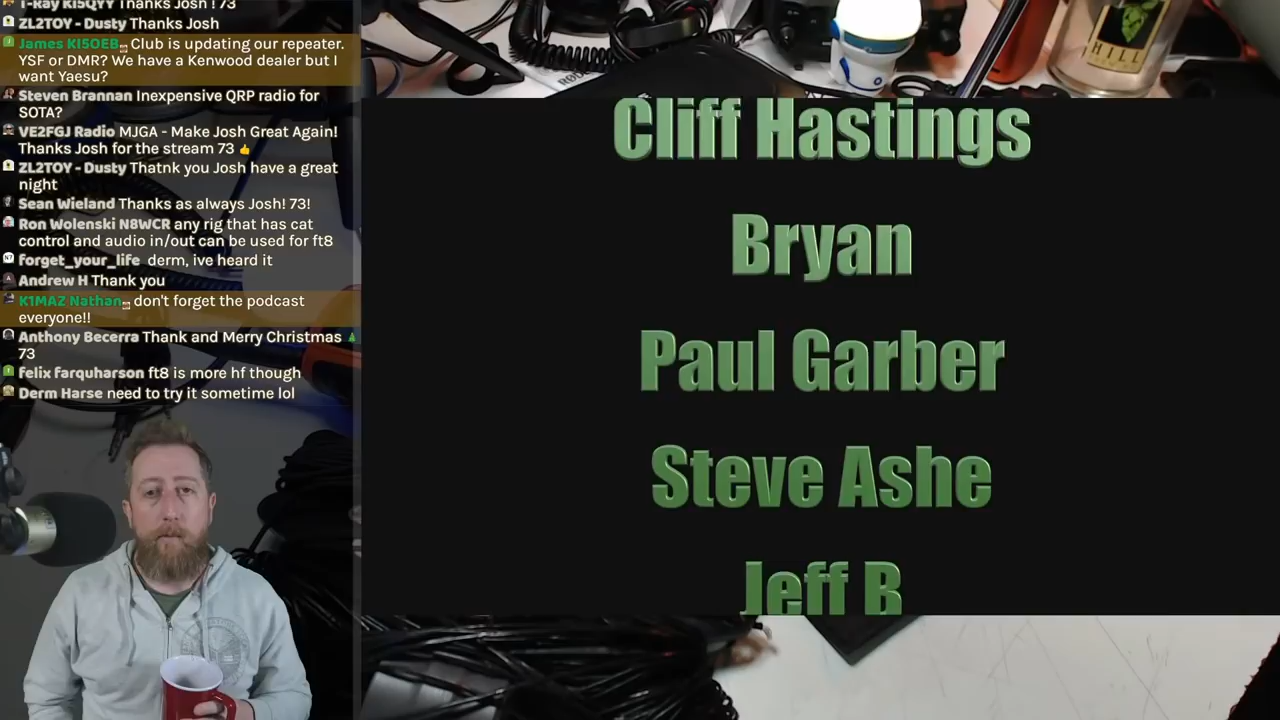 T-Ray KI5QYY Thanks Josh ! 73
ZL2TOY - Dusty Thanks Josh
James KI5OEB Club is updating our repeater.
YSF or DMR? We have a Kenwood dealer but I
want Yaesu?
Steven Brannan Inexpensive QRP radio for
SOTA?
VE2FGJ Radio MJGA - Make Josh Great Again!
Thanks Josh for the stream 73 👍
ZL2TOY - Dusty Thatnk you Josh have a great
night
Sean Wieland Thanks as always Josh! 73!
Ron Wolenski N8WCR any rig that has cat
control and audio in/out can be used for ft8
forget_your_life derm, ive heard it
Andrew H Thank you
K1MAZ Nathan don't forget the podcast
everyone!!
Anthony Becerra Thank and Merry Christmas 🎄
73
felix farquharson ft8 is more hf though
Derm Harse need to try it sometime lol
HILL
Cliff Hastings
Bryan
Paul Garber
Steve Ashe
Jeff B